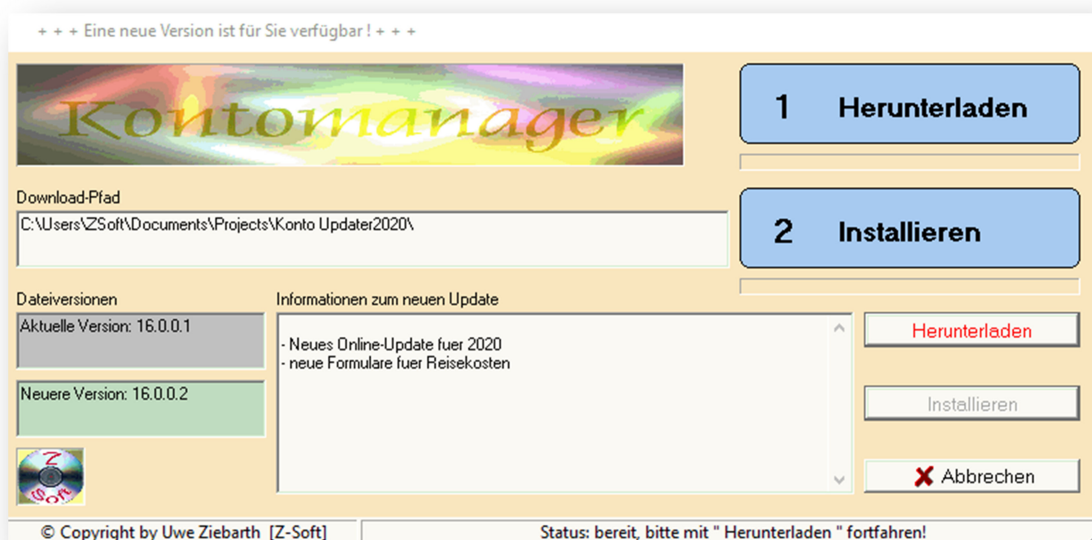 + + + Eine neue Version ist für Sie verfügbar ! + + +
Kontomanager
1 Herunterladen
Download-Pfad
C:\Users\ZSoft\Documents\Projects\Konto Updater2020\
2 Installieren
Dateiversionen
Aktuelle Version: 16.0.0.1
Neuere Version: 16.0.0.2
Informationen zum neuen Update
- Neues Online-Update fuer 2020
- neue Formulare fuer Reisekosten
Herunterladen
Installieren
Abbrechen
Z
Soft
© Copyright by Uwe Ziebarth [Z-Soft]
Status: bereit, bitte mit " Herunterladen " fortfahren!